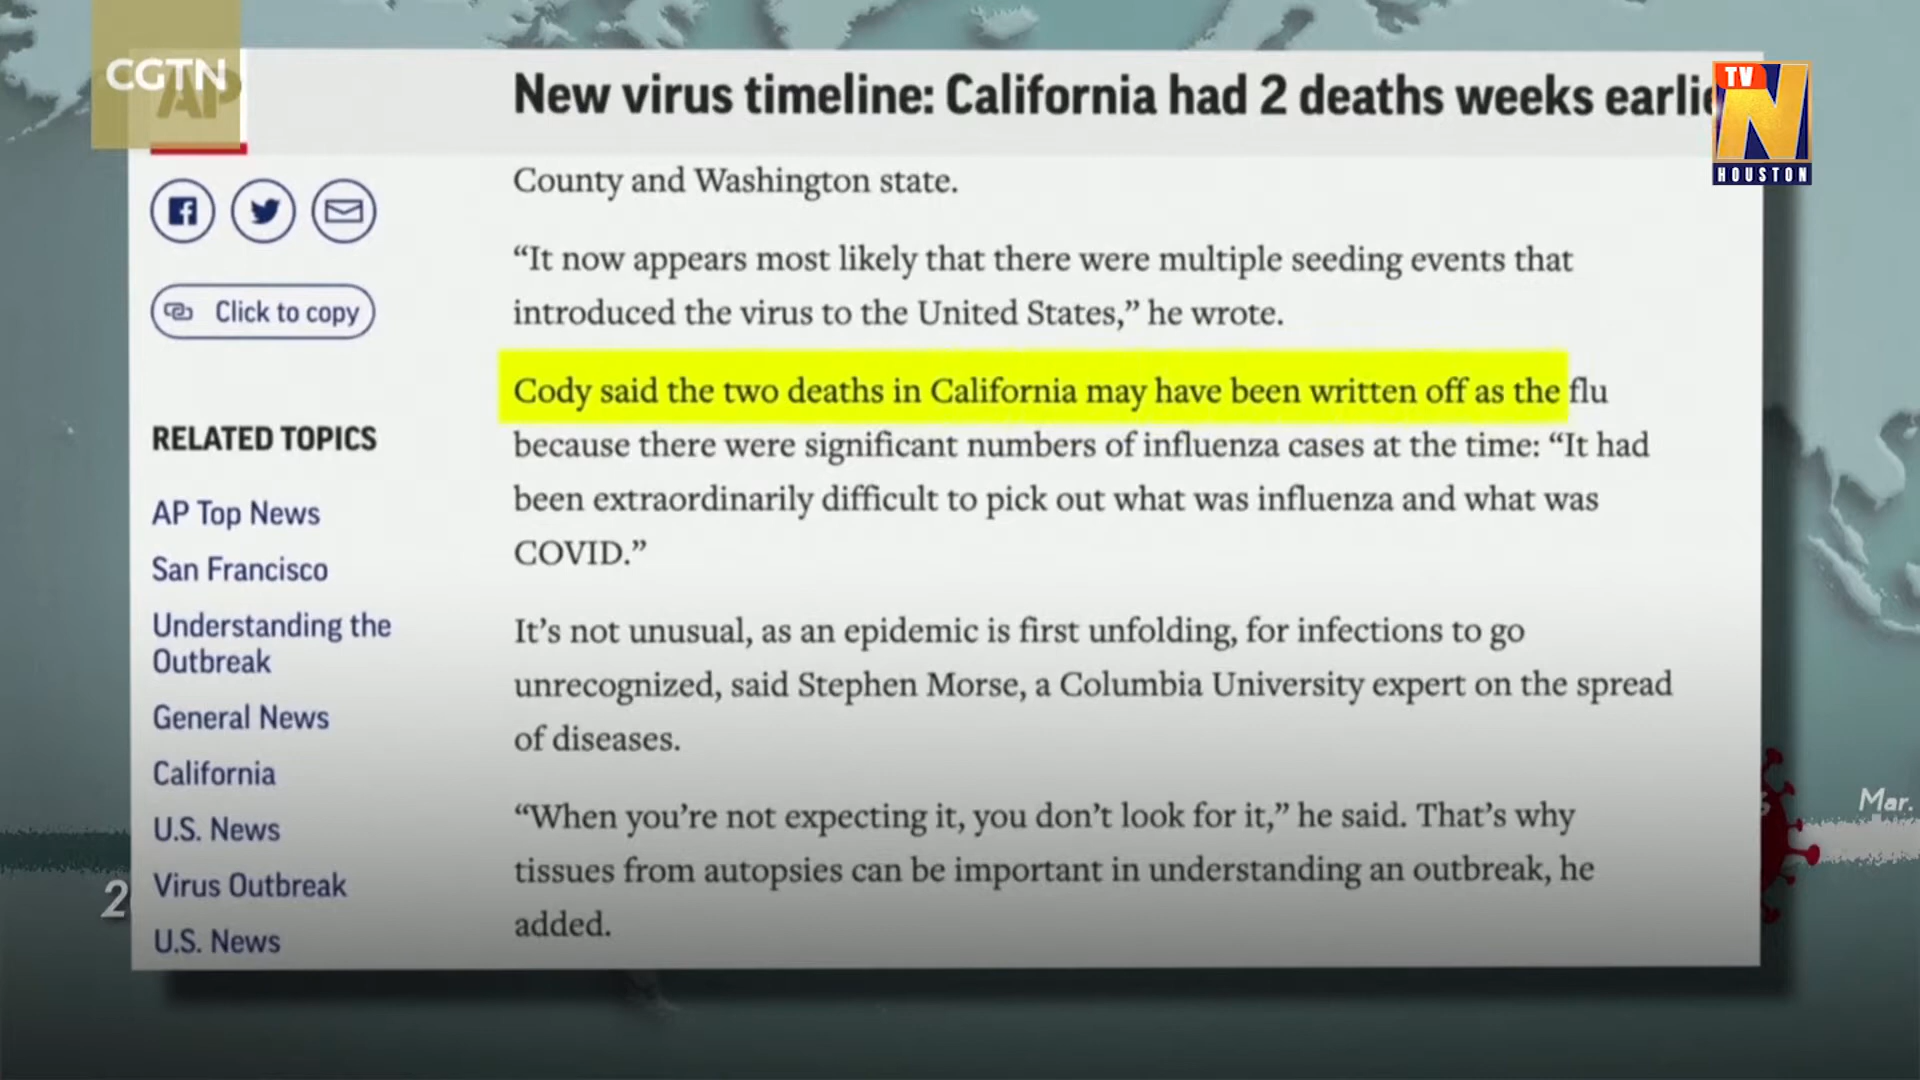 CGTN
AP
New virus timeline: California had 2 deaths weeks earlie
TV
N
HOUSTON
County and Washington state.
“It now appears most likely that there were multiple seeding events that
introduced the virus to the United States,” he wrote.
Click to copy
Cody said the two deaths in California may have been written off as the flu
because there were significant numbers of influenza cases at the time: “It had
been extraordinarily difficult to pick out what was influenza and what was
COVID.”
RELATED TOPICS
AP Top News
San Francisco
Understanding the
Outbreak
General News
California
U.S. News
Virus Outbreak
U.S. News
It’s not unusual, as an epidemic is first unfolding, for infections to go
unrecognized, said Stephen Morse, a Columbia University expert on the spread
of diseases.
“When you’re not expecting it, you don’t look for it,” he said. That’s why
tissues from autopsies can be important in understanding an outbreak, he
added.
Mar.
2